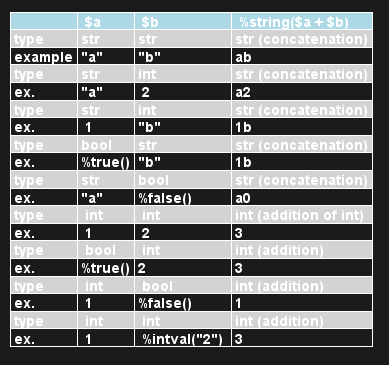 $a $b %string($a + $b)
type str str str (concatenation)
example "a" "b" ab
type str int str (concatenation)
ex. "a" 2 a2
type str int str (concatenation)
ex. 1 "b" 1b
type bool str str (concatenation)
ex. %true() "b" 1b
type str bool str (concatenation)
ex. "a" %false() a0
type int int int (addition of int)
ex. 1 2 3
type bool int int (addition)
ex. %true() 2 3
type int bool int (addition)
ex. 1 %false() 1
type int int int (addition)
ex. 1 %intval("2") 3